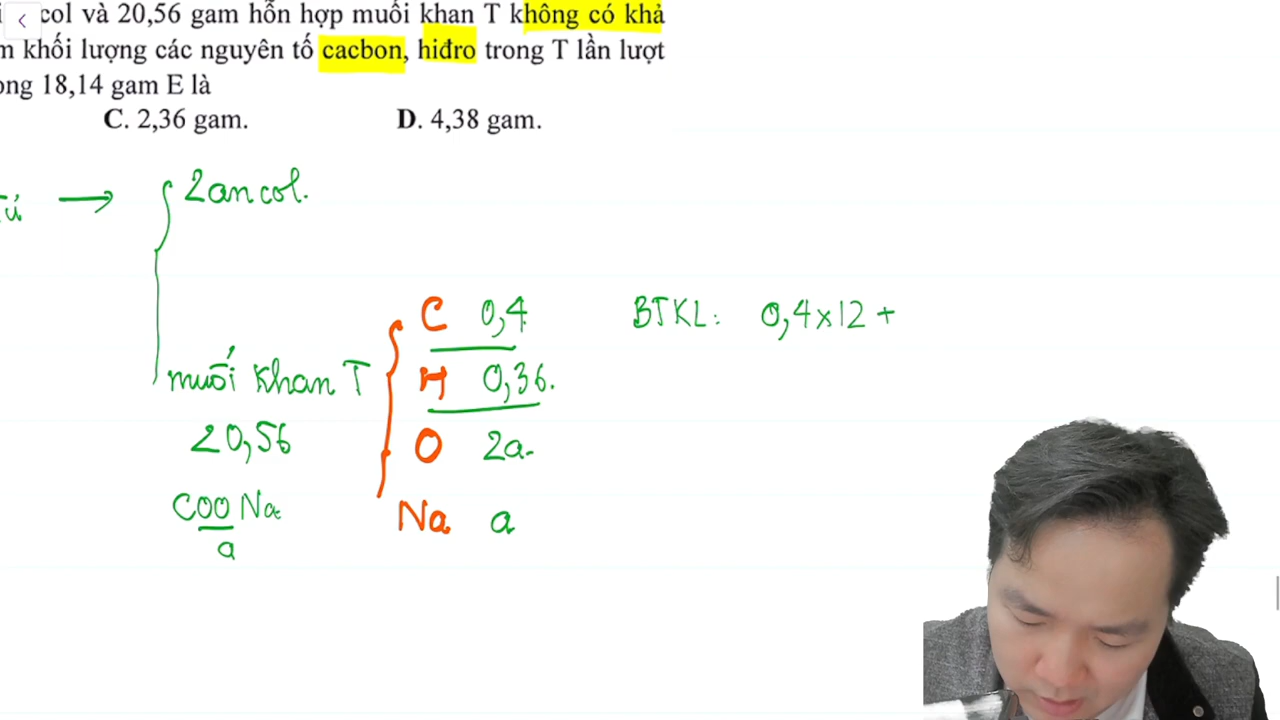 col và 20,56 gam hỗn hợp muối khan T không có khả
m khối lượng các nguyên tố cacbon, hiđro trong T lần lượt
ong 18,14 gam E là
C. 2,36 gam. D. 4,38 gam.
→ 2ancol.
C 0,4 BTKL: 0,4x12 +
muối khan T H 0,36.
20,56 O 2a.
COONa Na a
a